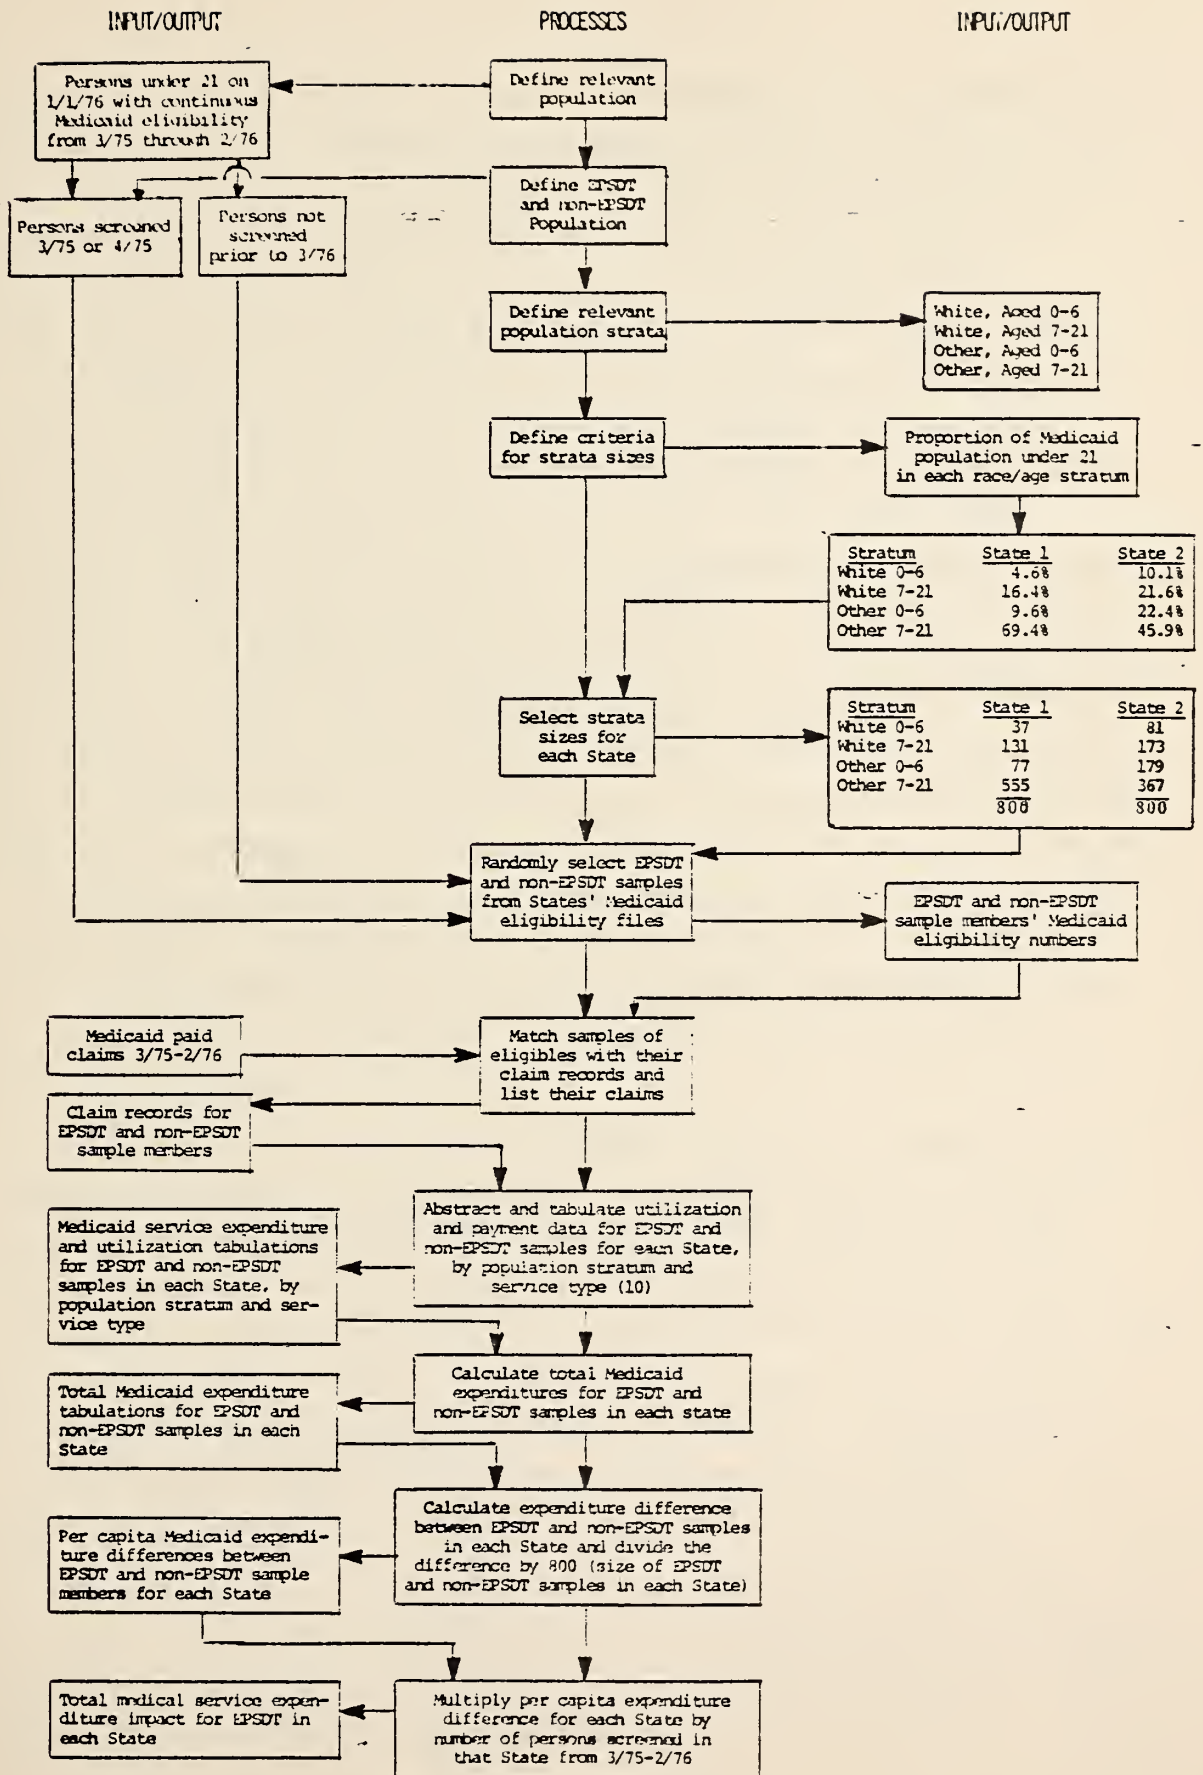 INPUT/OUTPUT
PROCESSES
INPUT/OUTPUT
Persons under 21 on
1/1/76 with continuous
Medicaid eligibility
from 3/75 through 2/76
Define relevant
population
Define EPSDT
and non-EPSDT
Population
Persons screened
3/75 or 4/75
Persons not
screened
prior to 3/76
Define relevant
population strata
White, Aged 0-6
White, Aged 7-21
Other, Aged 0-6
Other, Aged 7-21
Define criteria
for strata sizes
Proportion of Medicaid
population under 21
in each race/age stratum
Stratum State 1 State 2
White 0-6 4.6% 10.1%
White 7-21 16.4% 21.6%
Other 0-6 9.6% 22.4%
Other 7-21 69.4% 45.9%
Select strata
sizes for
each State
Stratum State 1 State 2
White 0-6 37 81
White 7-21 131 173
Other 0-6 77 179
Other 7-21 555 367
800 800
Randomly select EPSDT
and non-EPSDT samples
from States' Medicaid
eligibility files
EPSDT and non-EPSDT
sample members' Medicaid
eligibility numbers
Medicaid paid
claims 3/75-2/76
Match samples of
eligibles with their
claim records and
list their claims
Claim records for
EPSDT and non-EPSDT
sample members
Abstract and tabulate utilization
and payment data for EPSDT and
non-EPSDT samples for each State,
by population stratum and
service type (10)
Medicaid service expenditure
and utilization tabulations
for EPSDT and non-EPSDT
samples in each State, by
population stratum and ser-
vice type
Calculate total Medicaid
expenditures for EPSDT and
non-EPSDT samples in each state
Total Medicaid expenditure
tabulations for EPSDT and
non-EPSDT samples in each
State
Calculate expenditure difference
between EPSDT and non-EPSDT samples
in each State and divide the
difference by 800 (size of EPSDT
and non-EPSDT samples in each State)
Per capita Medicaid expendi-
ture differences between
EPSDT and non-EPSDT sample
members for each State
Total medical service expen-
diture impact for EPSDT in
each State
Multiply per capita expenditure
difference for each State by
number of persons screened in
that State from 3/75-2/76